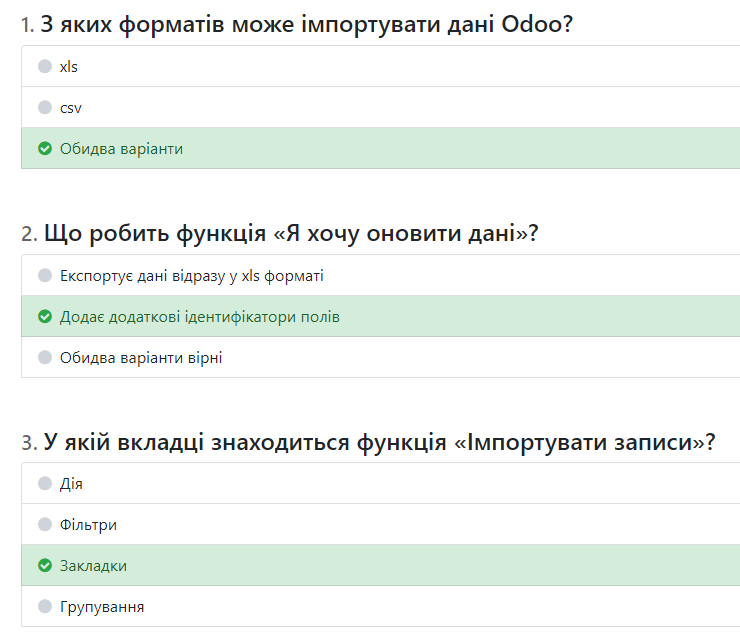 1. З яких форматів може імпортувати дані Odoo?
xls
csv
Обидва варіанти
2. Що робить функція «Я хочу оновити дані»?
Експортує дані відразу у xls форматі
Додає додаткові ідентифікатори полів
Обидва варіанти вірні
3. У якій вкладці знаходиться функція «Імпортувати записи»?
Дія
Фільтри
Закладки
Групування